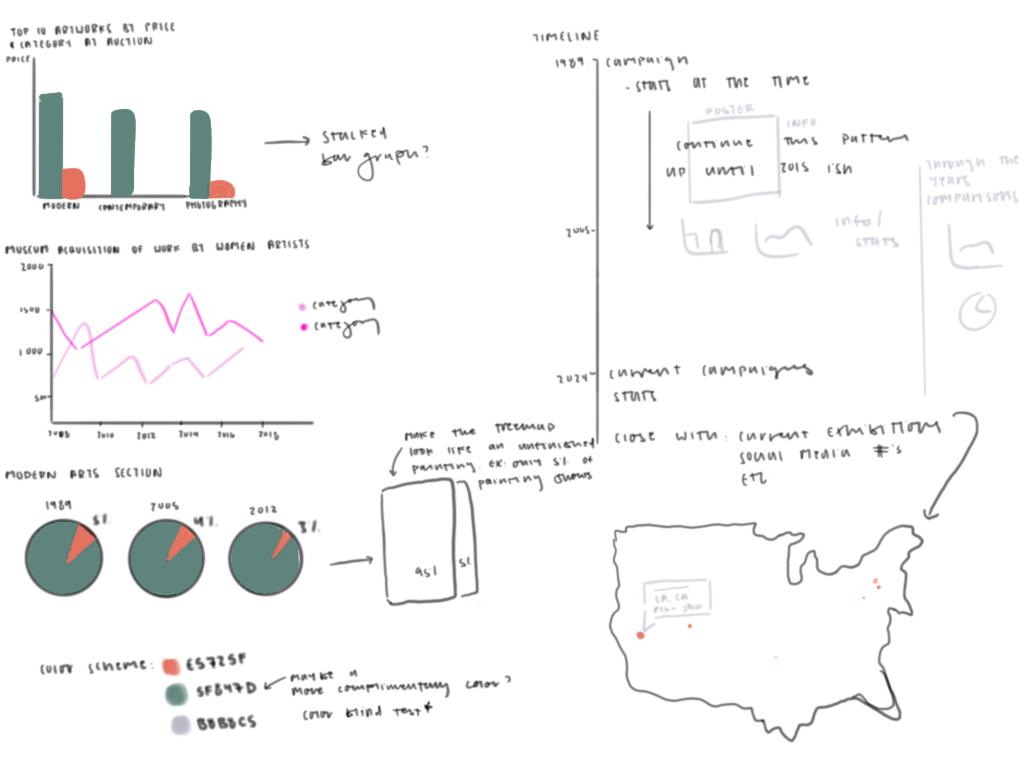 TOP 10 ARTWORKS BY PRICE
& CATEGORY AT AUCTION
PRICE
MODERN
CONTEMPORARY
PHOTOGRAPHY
STACKED
BAR GRAPH?
MUSEUM ACQUISITION OF WORK BY WOMEN ARTISTS
2000
1500
1000
500
2008
2010
2012
2014
2016
2018
category
category
MODERN ARTS SECTION
1989
5%
2005
4%
2012
3%
MAKE THE TREEMAP
LOOK LIKE AN UNFINISHED
PAINTING. EX: ONLY 5% OF
PAINTING SHOWS
95%
5%
COLOR SCHEME:
E5725F
5F847D
MAYBE A
MORE COMPLIMENTARY COLOR?
COLOR BLIND TEST*
TIMELINE
1989
CAMPAIGN
- STATS AT THE TIME
POSTER
INFO
CONTINUE THIS PATTERN
UP UNTIL 2015 ISH
2005
INFO/
STATS
THROUGH THE
YEARS
COMPARISONS
2024
CURRENT CAMPAIGNS
STATS
CLOSE WITH: CURRENT EXHIBITIONS
SOCIAL MEDIA #'S
ETC.
LA, CA